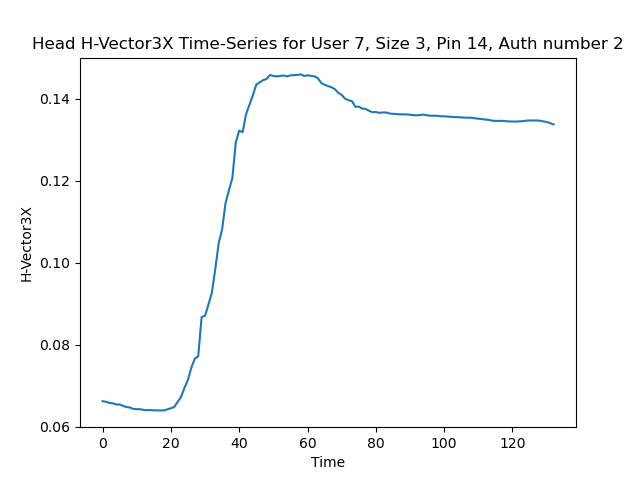 Head H-Vector3X Time-Series for User 7, Size 3, Pin 14, Auth number 2
0.14
0.12
0.10
0.08
0.06
H-Vector3X
0 20 40 60 80 100 120
Time